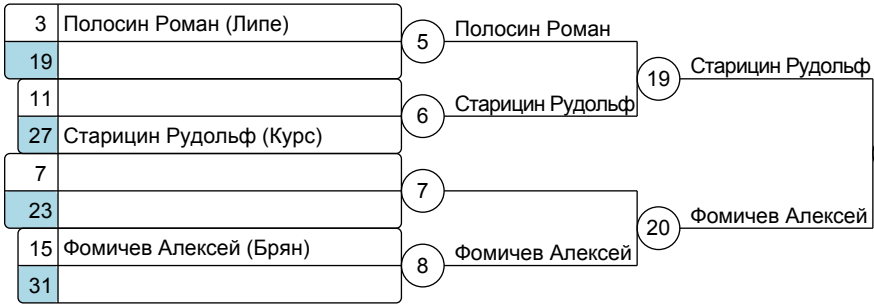 3 Полосин Роман (Липе)
19
11
27 Старицин Рудольф (Курс)
7
23
15 Фомичев Алексей (Брян)
31
5 Полосин Роман
6 Старицин Рудольф
7
8 Фомичев Алексей
19 Старицин Рудольф
20 Фомичев Алексей